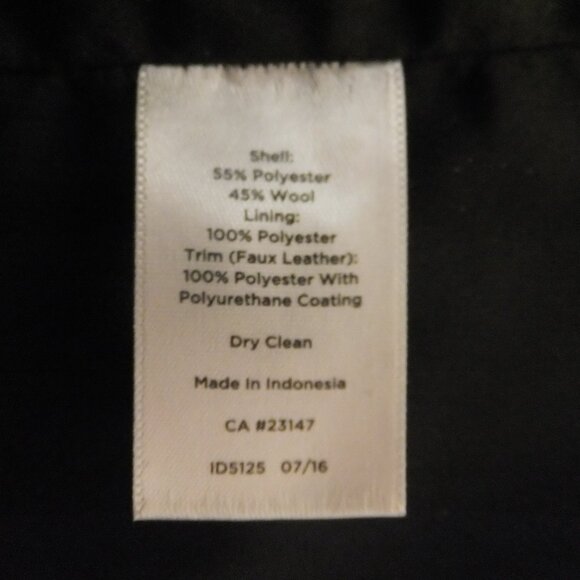 Shell:
55% Polyester
45% Wool
Lining:
100% Polyester
Trim (Faux Leather):
100% Polyester With
Polyurethane Coating
Dry Clean
Made In Indonesia
CA #23147
ID5125 07/16